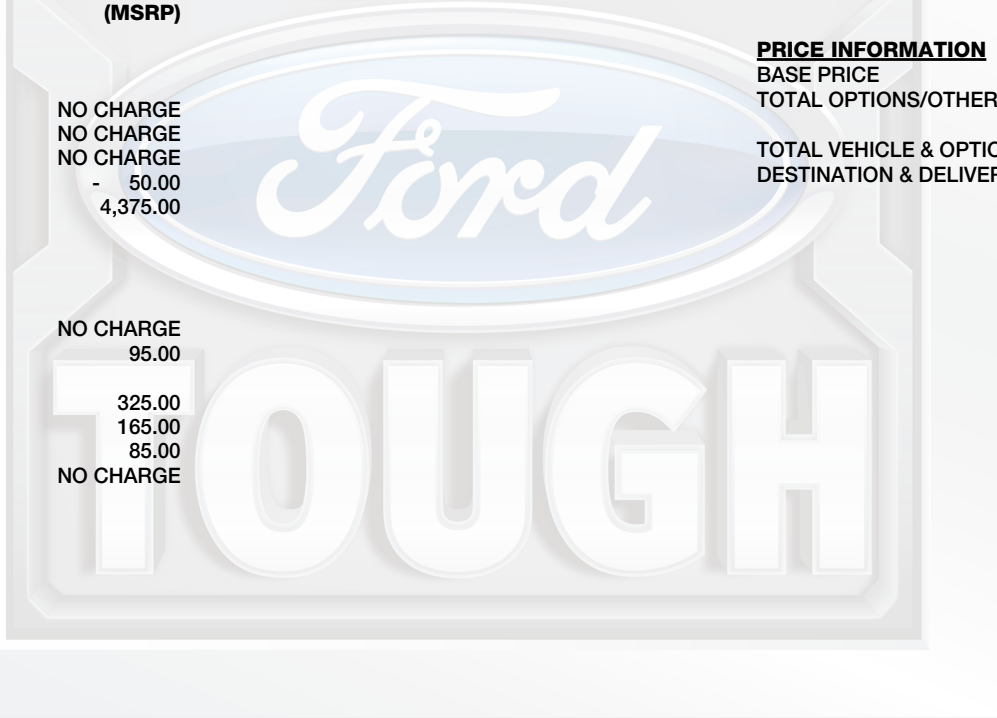 (MSRP)
NO CHARGE
NO CHARGE
NO CHARGE
- 50.00
4,375.00
NO CHARGE
95.00
325.00
165.00
85.00
NO CHARGE
PRICE INFORMATION
BASE PRICE
TOTAL OPTIONS/OTHER
TOTAL VEHICLE & OPTIO
DESTINATION & DELIVER
Ford
TOUGH